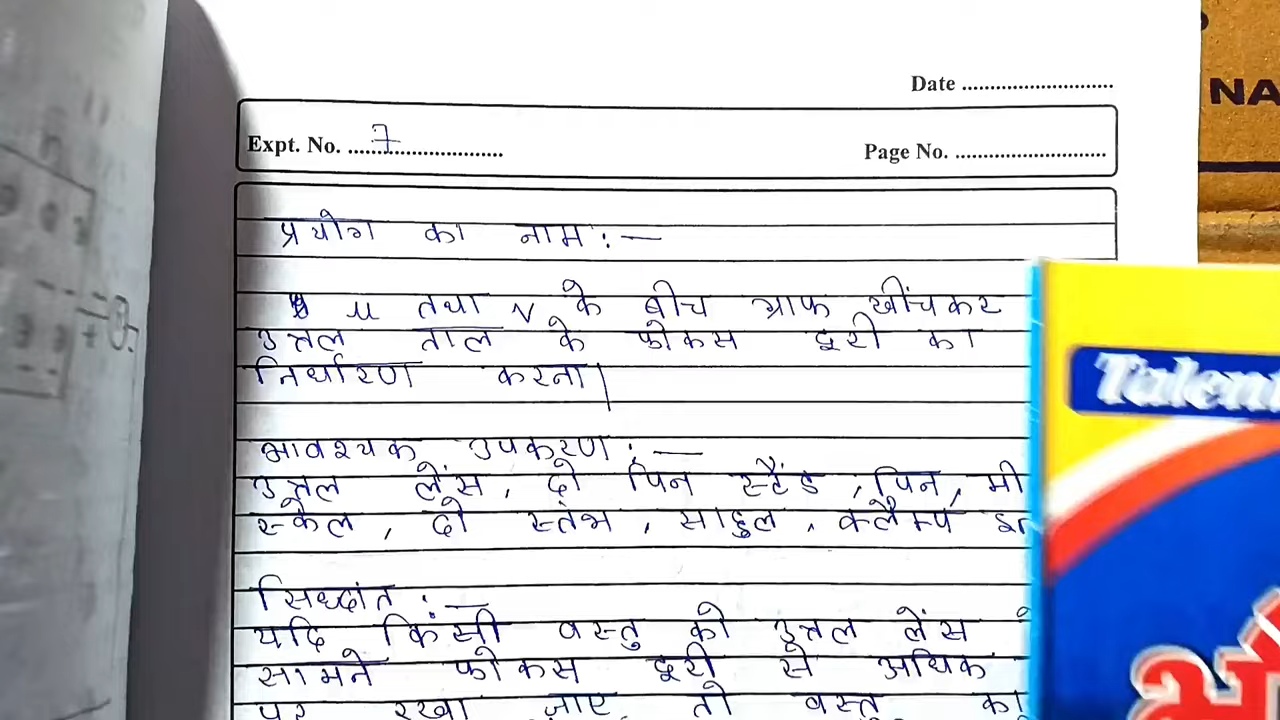 Date
NA
Expt. No. 7
Page No.
प्रयोग का नाम :—
u तथा v के बीच ग्राफ खींचकर
उत्तल ताल के फोकस दूरी का
निर्धारण करना|
आवश्यक उपकरण :—
उत्तल लेंस, दो पिन स्टैंड, पिन, मी
स्केल, दो स्तंभ, साहुल, क्लैम्प
सिध्दांत :—
यदि किसी वस्तु को उत्तल लेंस
सामने फोकस दूरी से अधिक
पर रखा जाए तो वस्तु का
Talent